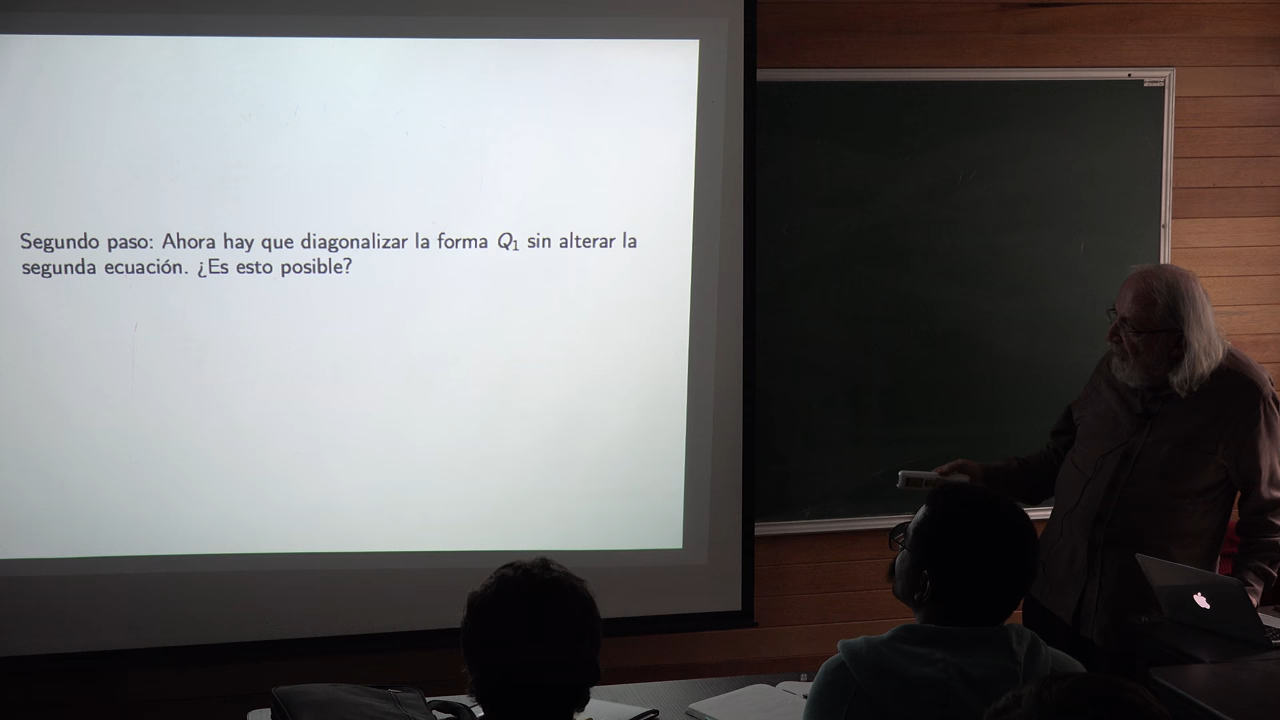 Segundo paso: Ahora hay que diagonalizar la forma Q₁ sin alterar la
segunda ecuación. ¿Es esto posible?